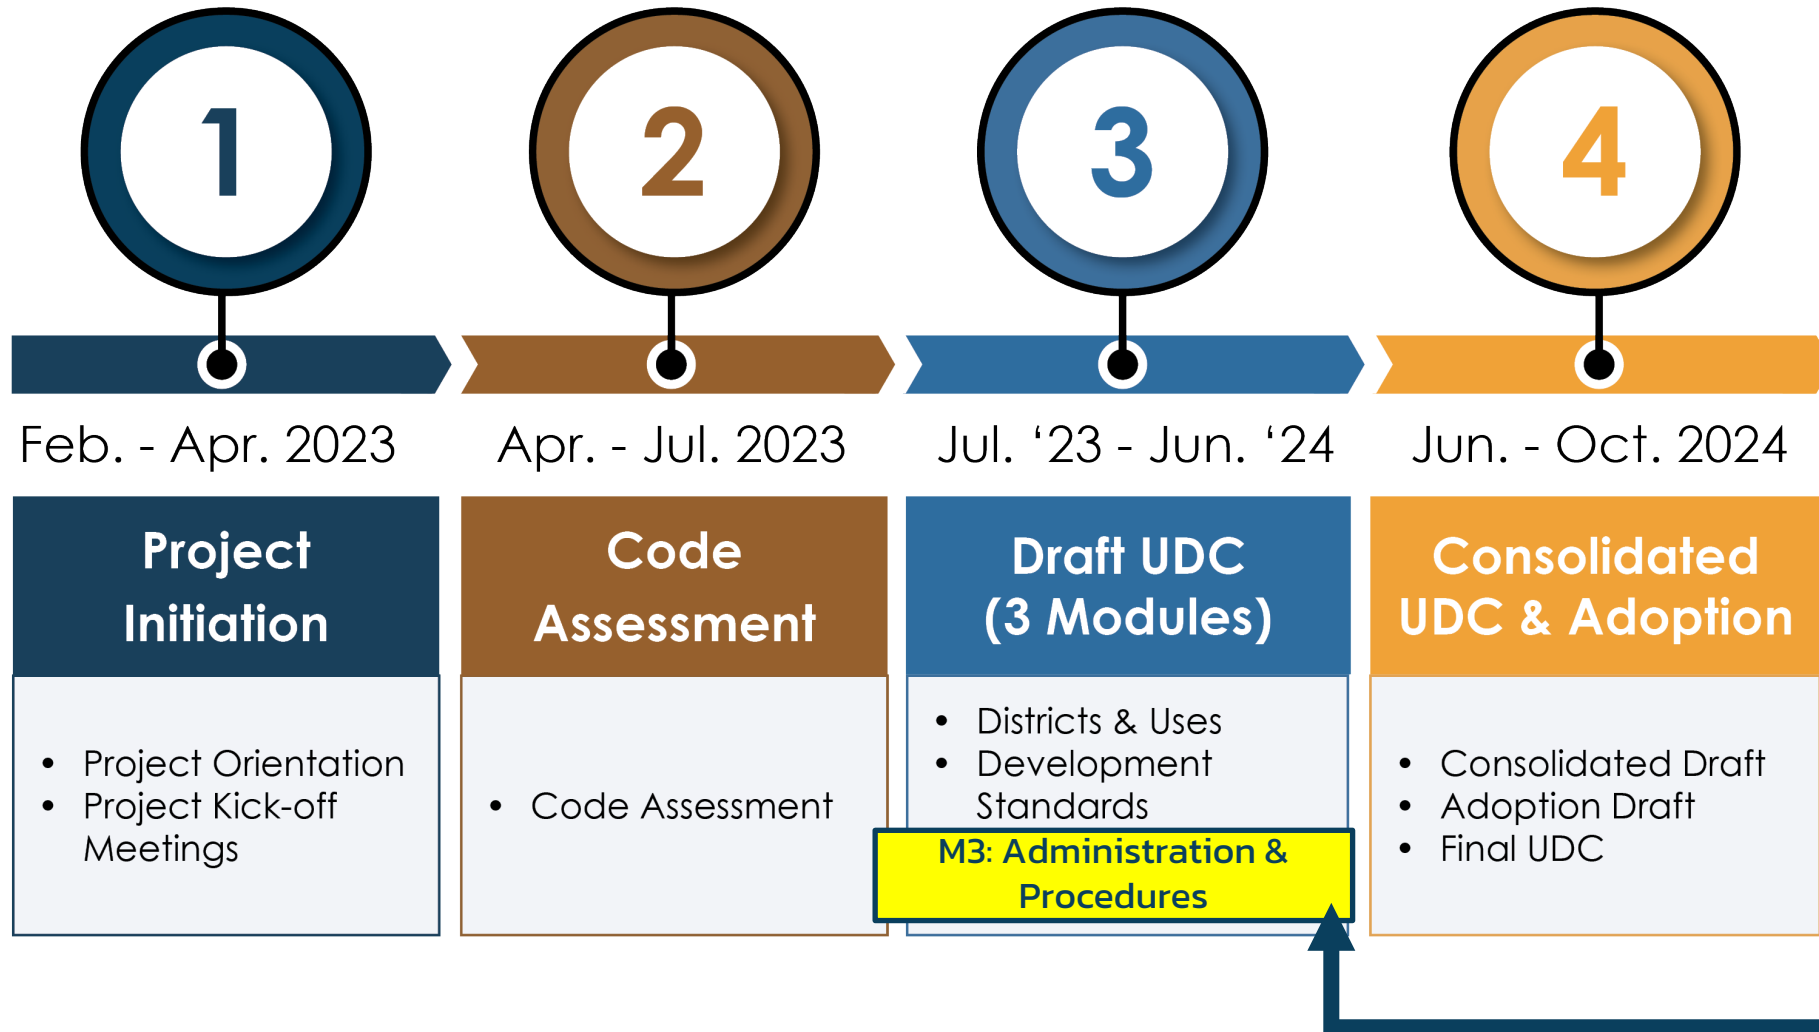 1
2
3
4
Feb. - Apr. 2023
Apr. - Jul. 2023
Jul. ‘23 - Jun. ‘24
Jun. - Oct. 2024
Project
Initiation
Code
Assessment
Draft UDC
(3 Modules)
Consolidated
UDC & Adoption
• Project Orientation
• Project Kick-off
Meetings
• Code Assessment
• Districts & Uses
• Development
Standards
M3: Administration &
Procedures
• Consolidated Draft
• Adoption Draft
• Final UDC